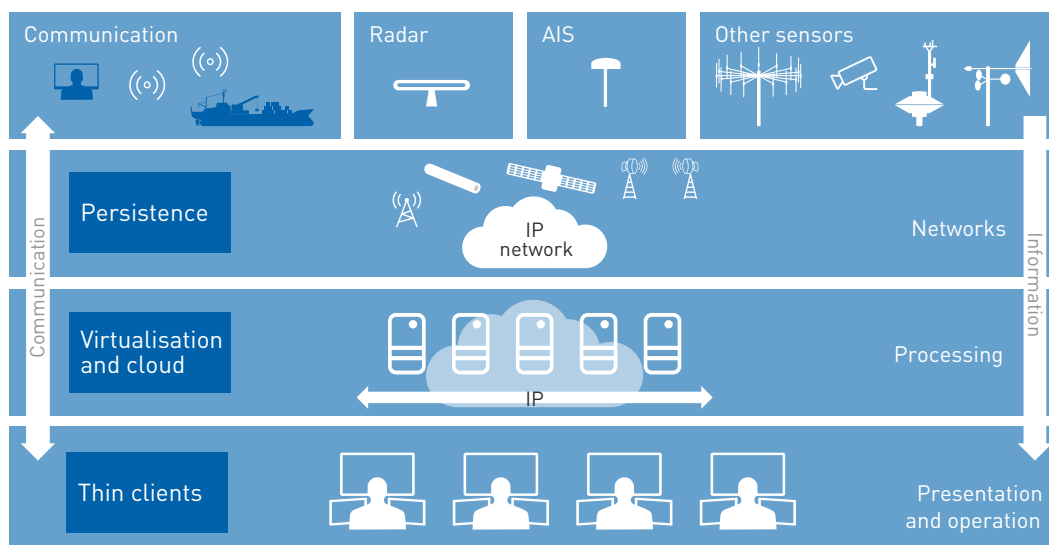 Communication
Radar
AIS
Other sensors
Persistence
IP
network
Networks
Communication
Information
Virtualisation
and cloud
Processing
IP
Thin clients
Presentation
and operation